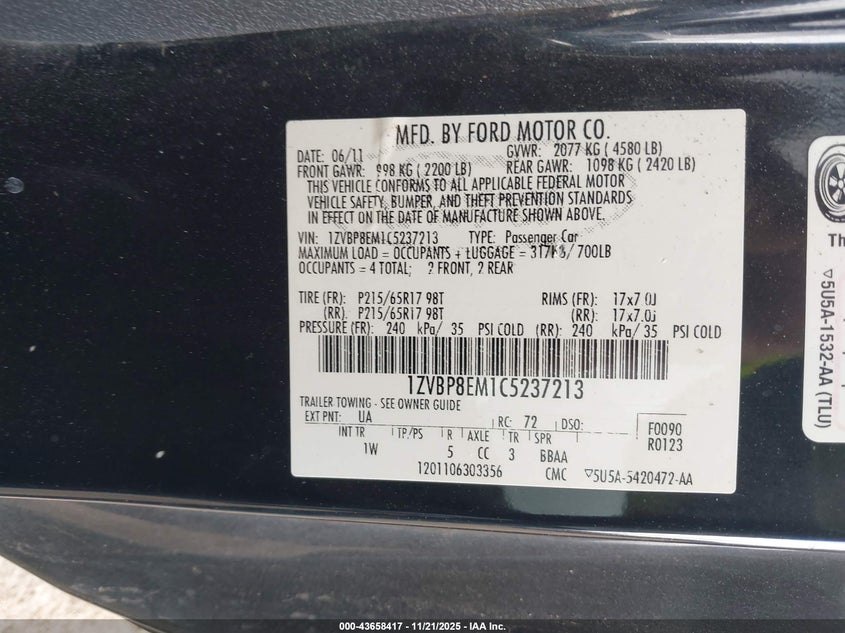 MFD. BY FORD MOTOR CO.
DATE: 06/11 GVWR: 2077 KG ( 4580 LB)
FRONT GAWR: 998 KG ( 2200 LB) REAR GAWR: 1098 KG ( 2420 LB)
THIS VEHICLE CONFORMS TO ALL APPLICABLE FEDERAL MOTOR
VEHICLE SAFETY, BUMPER, AND THEFT PREVENTION STANDARDS
IN EFFECT ON THE DATE OF MANUFACTURE SHOWN ABOVE.
VIN: 1ZVBP8EM1C5237213 TYPE: Passenger Car
MAXIMUM LOAD = OCCUPANTS + LUGGAGE = 317KG/ 700LB
OCCUPANTS = 4 TOTAL; 2 FRONT, 2 REAR
TIRE (FR): P215/65R17 98T RIMS (FR): 17x7.0J
(RR): P215/65R17 98T (RR): 17x7.0J
PRESSURE (FR): 240 kPa/ 35 PSI COLD (RR): 240 kPa/ 35 PSI COLD
1ZVBP8EM1C5237213
TRAILER TOWING - SEE OWNER GUIDE
EXT PNT: UA RC: 72 DSO: F0090
INT TR TP/PS R AXLE TR SPR R0123
1W 5 CC 3 BBAA
1201106303356 CMC ▽5U5A-5420472-AA
Th
▽5U5A-1532-AA (TLU)
000-43658417 - 11/21/2025 - IAA Inc.